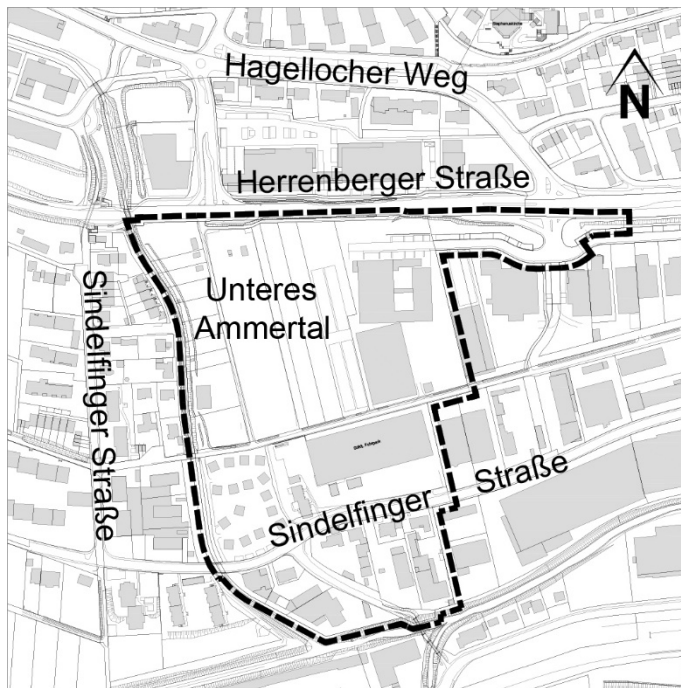 Hagellocher Weg
N
Herrenberger Straße
Unteres
Ammertal
Sindelfinger Straße
Sindelfinger Straße